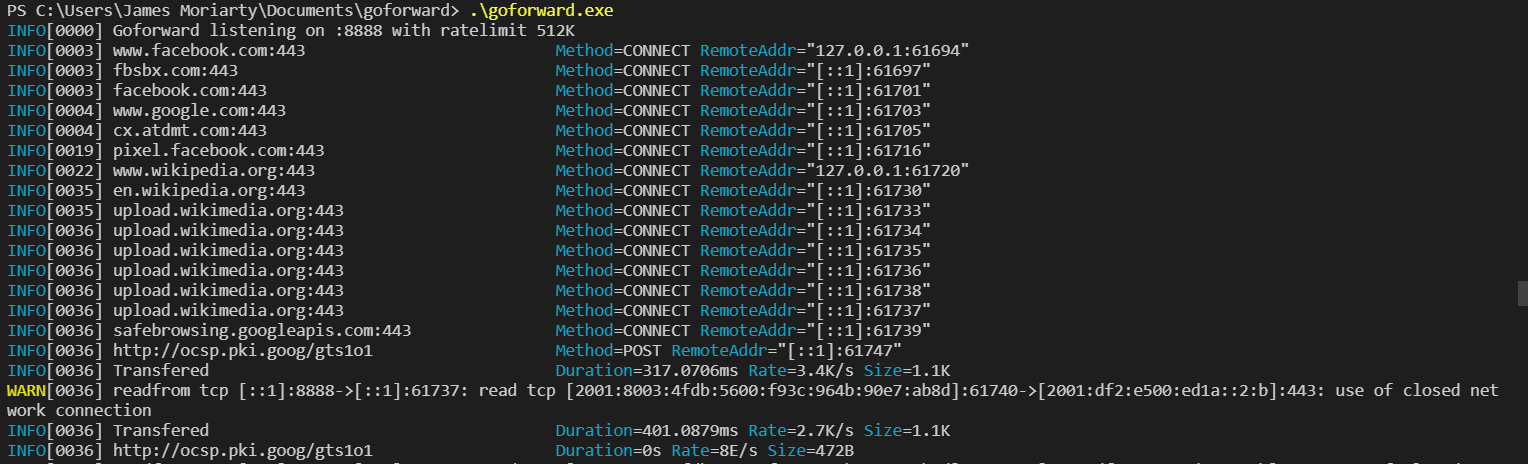 PS C:\Users\James Moriarty\Documents\goforward> .\goforward.exe
INFO[0000] Goforward listening on :8888 with ratelimit 512K
INFO[0003] www.facebook.com:443 Method=CONNECT RemoteAddr="127.0.0.1:61694"
INFO[0003] fbsbx.com:443 Method=CONNECT RemoteAddr="[::1]:61697"
INFO[0003] facebook.com:443 Method=CONNECT RemoteAddr="[::1]:61701"
INFO[0004] www.google.com:443 Method=CONNECT RemoteAddr="[::1]:61703"
INFO[0004] cx.atdmt.com:443 Method=CONNECT RemoteAddr="[::1]:61705"
INFO[0019] pixel.facebook.com:443 Method=CONNECT RemoteAddr="[::1]:61716"
INFO[0022] www.wikipedia.org:443 Method=CONNECT RemoteAddr="127.0.0.1:61720"
INFO[0035] en.wikipedia.org:443 Method=CONNECT RemoteAddr="[::1]:61730"
INFO[0035] upload.wikimedia.org:443 Method=CONNECT RemoteAddr="[::1]:61733"
INFO[0036] upload.wikimedia.org:443 Method=CONNECT RemoteAddr="[::1]:61734"
INFO[0036] upload.wikimedia.org:443 Method=CONNECT RemoteAddr="[::1]:61735"
INFO[0036] upload.wikimedia.org:443 Method=CONNECT RemoteAddr="[::1]:61736"
INFO[0036] upload.wikimedia.org:443 Method=CONNECT RemoteAddr="[::1]:61738"
INFO[0036] upload.wikimedia.org:443 Method=CONNECT RemoteAddr="[::1]:61737"
INFO[0036] safebrowsing.googleapis.com:443 Method=CONNECT RemoteAddr="[::1]:61739"
INFO[0036] http://ocsp.pki.goog/gts1o1 Method=POST RemoteAddr="[::1]:61747"
INFO[0036] Transfered Duration=317.0706ms Rate=3.4K/s Size=1.1K
WARN[0036] readfrom tcp [::1]:8888->[::1]:61737: read tcp [2001:8003:4fdb:5600:f93c:964b:90e7:ab8d]:61740->[2001:df2:e500:ed1a::2:b]:443: use of closed net
work connection
INFO[0036] Transfered Duration=401.0879ms Rate=2.7K/s Size=1.1K
INFO[0036] http://ocsp.pki.goog/gts1o1 Duration=0s Rate=8E/s Size=472B